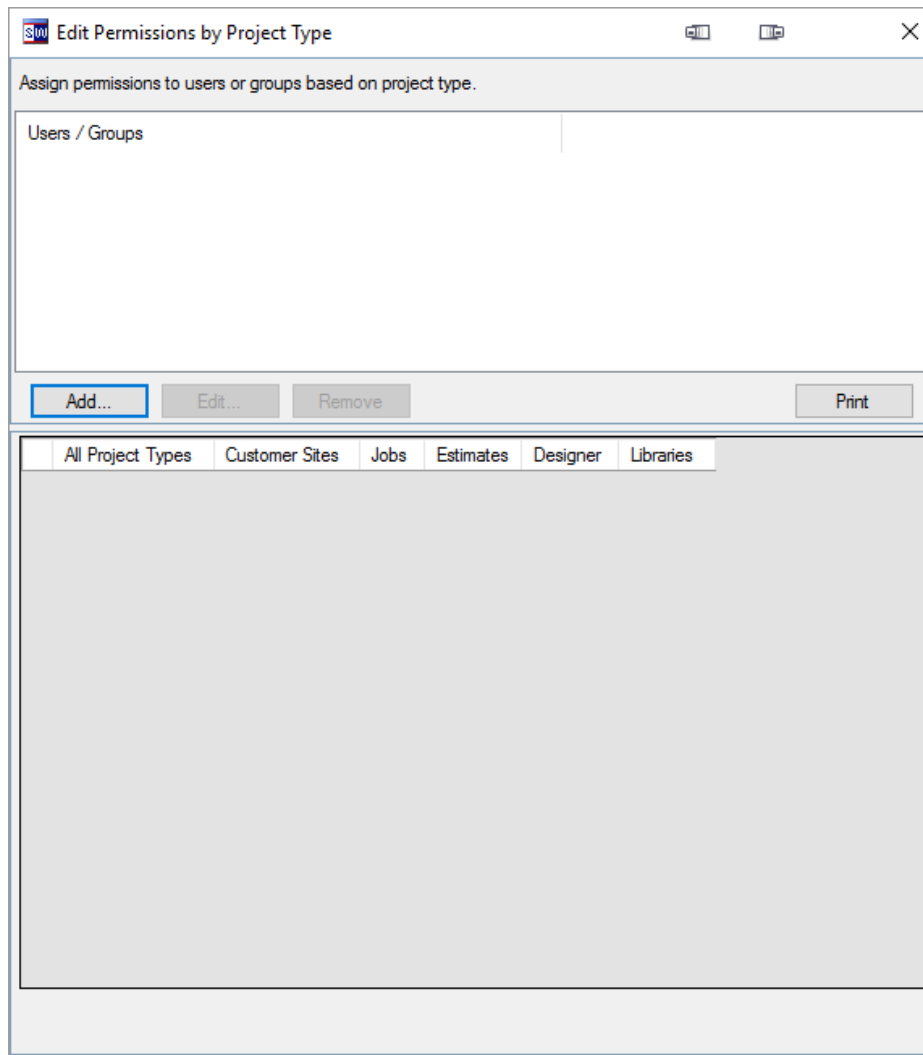 SW Edit Permissions by Project Type
Assign permissions to users or groups based on project type.
Users / Groups
Add... Edit... Remove Print
All Project Types Customer Sites Jobs Estimates Designer Libraries